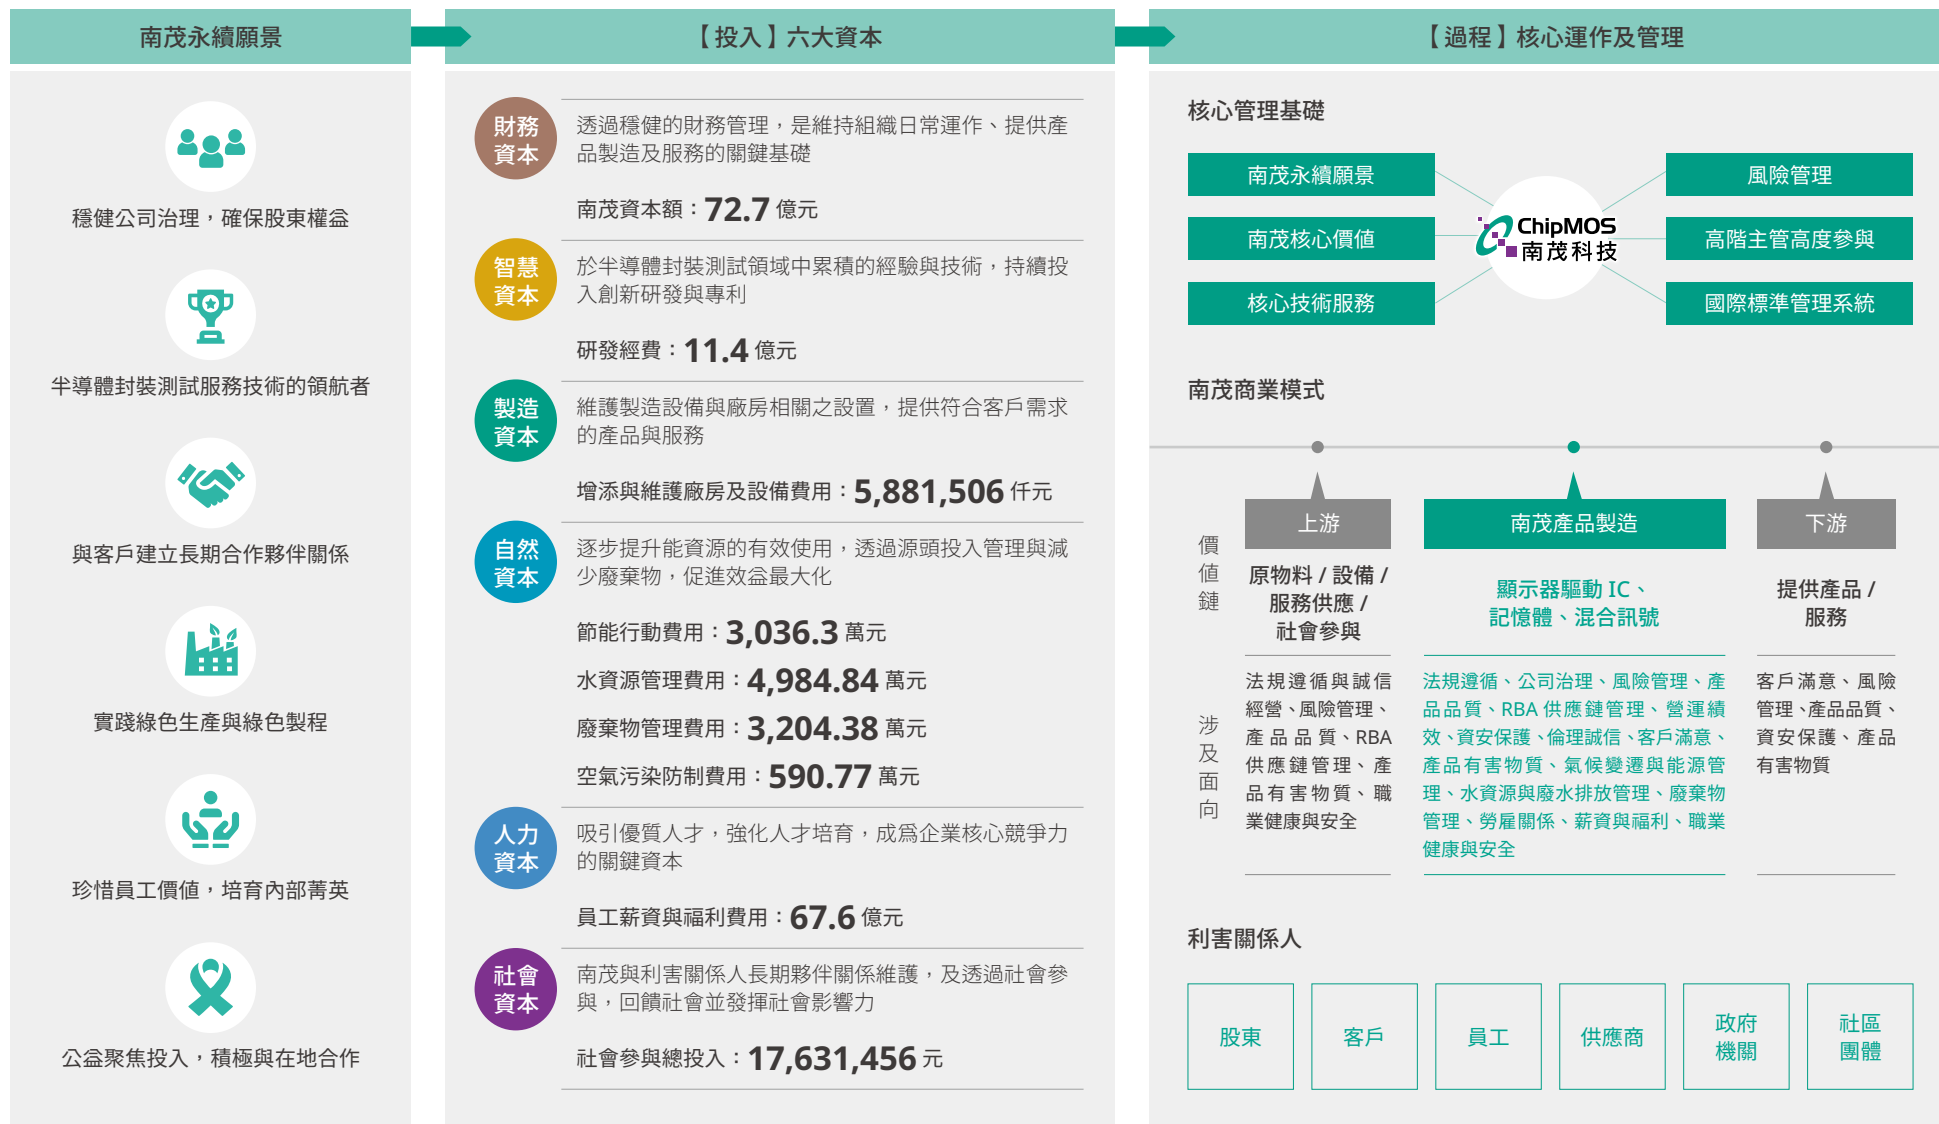 南茂永續願景
穩健公司治理，確保股東權益
半導體封裝測試服務技術的領航者
與客戶建立長期合作夥伴關係
實踐綠色生產與綠色製程
珍惜員工價值，培育內部菁英
公益聚焦投入，積極與在地合作
【投入】六大資本
財務
資本
透過穩健的財務管理，是維持組織日常運作、提供產
品製造及服務的關鍵基礎
南茂資本額：72.7 億元
智慧
資本
於半導體封裝測試領域中累積的經驗與技術，持續投
入創新研發與專利
研發經費：11.4 億元
製造
資本
維護製造設備與廠房相關之設置，提供符合客戶需求
的產品與服務
增添與維護廠房及設備費用：5,881,506 仟元
自然
資本
逐步提升能資源的有效使用，透過源頭投入管理與減
少廢棄物，促進效益最大化
節能行動費用：3,036.3 萬元
水資源管理費用：4,984.84 萬元
廢棄物管理費用：3,204.38 萬元
空氣污染防制費用：590.77 萬元
人力
資本
吸引優質人才，強化人才培育，成為企業核心競爭力
的關鍵資本
員工薪資與福利費用：67.6 億元
社會
資本
南茂與利害關係人長期夥伴關係維護，及透過社會參
與，回饋社會並發揮社會影響力
社會參與總投入：17,631,456 元
【過程】核心運作及管理
核心管理基礎
南茂永續願景
南茂核心價值
核心技術服務
ChipMOS
南茂科技
風險管理
高階主管高度參與
國際標準管理系統
南茂商業模式
價值鏈
上游
原物料 / 設備 /
服務供應 /
社會參與
南茂產品製造
顯示器驅動 IC、
記憶體、混合訊號
下游
提供產品 /
服務
涉及面向
法規遵循與誠信
經營、風險管理、
產品品質、RBA
供應鏈管理、產
品有害物質、職
業健康與安全
法規遵循、公司治理、風險管理、產
品品質、RBA 供應鏈管理、營運績
效、資安保護、倫理誠信、客戶滿意、
產品有害物質、氣候變遷與能源管
理、水資源與廢水排放管理、廢棄物
管理、勞雇關係、薪資與福利、職業
健康與安全
客戶滿意、風險
管理、產品品質、
資安保護、產品
有害物質
利害關係人
股東
客戶
員工
供應商
政府
機關
社區
團體